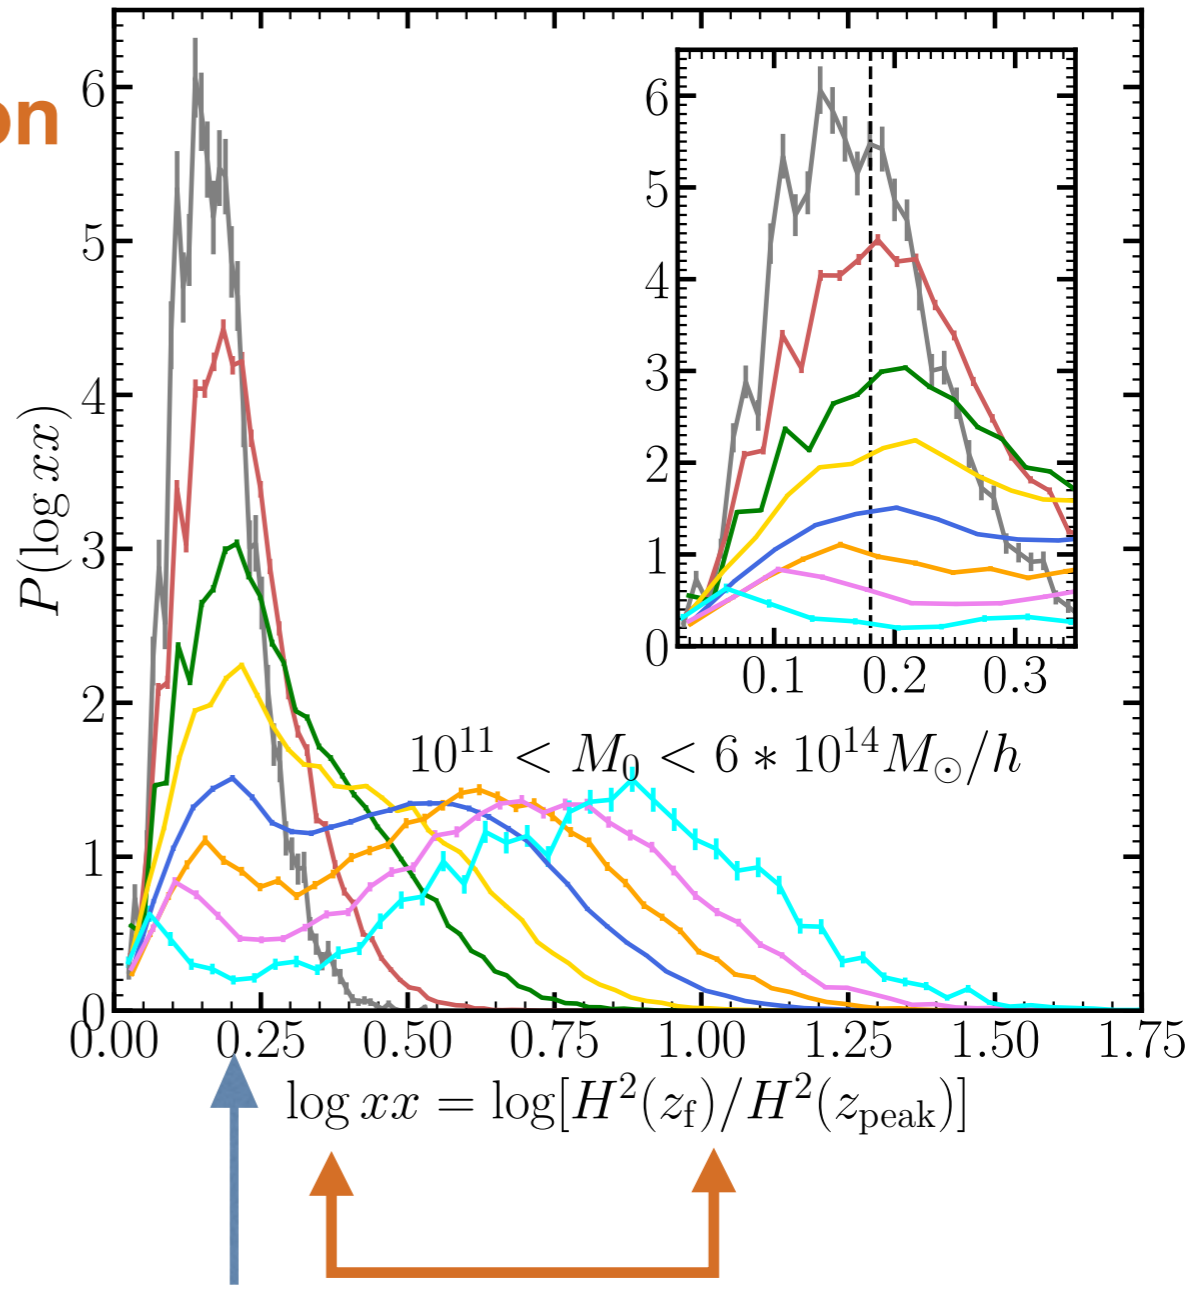 on
6
5
4
3
2
1
0
P(log xx)
6
5
4
3
2
1
0
0.1 0.2 0.3
10^{11} < M_0 < 6 * 10^{14} M_⊙/h
0.00 0.25 0.50 0.75 1.00 1.25 1.50 1.75
log xx = log[H^2(z_f)/H^2(z_peak)]